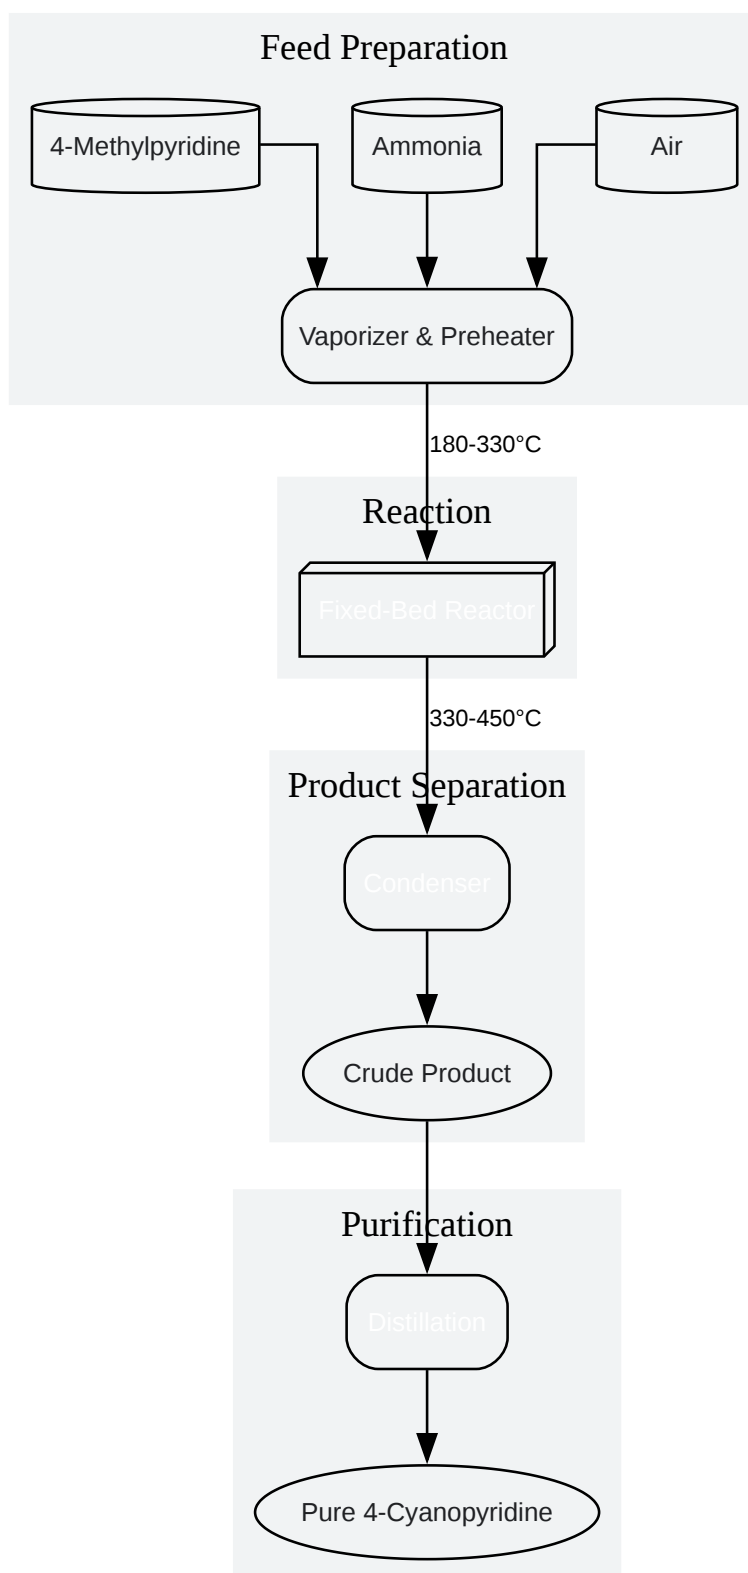 Feed Preparation
4-Methylpyridine
Ammonia
Air
Vaporizer & Preheater
180-330°C
Reaction
Fixed-Bed Reactor
330-450°C
Product Separation
Condenser
Crude Product
Purification
Distillation
Pure 4-Cyanopyridine